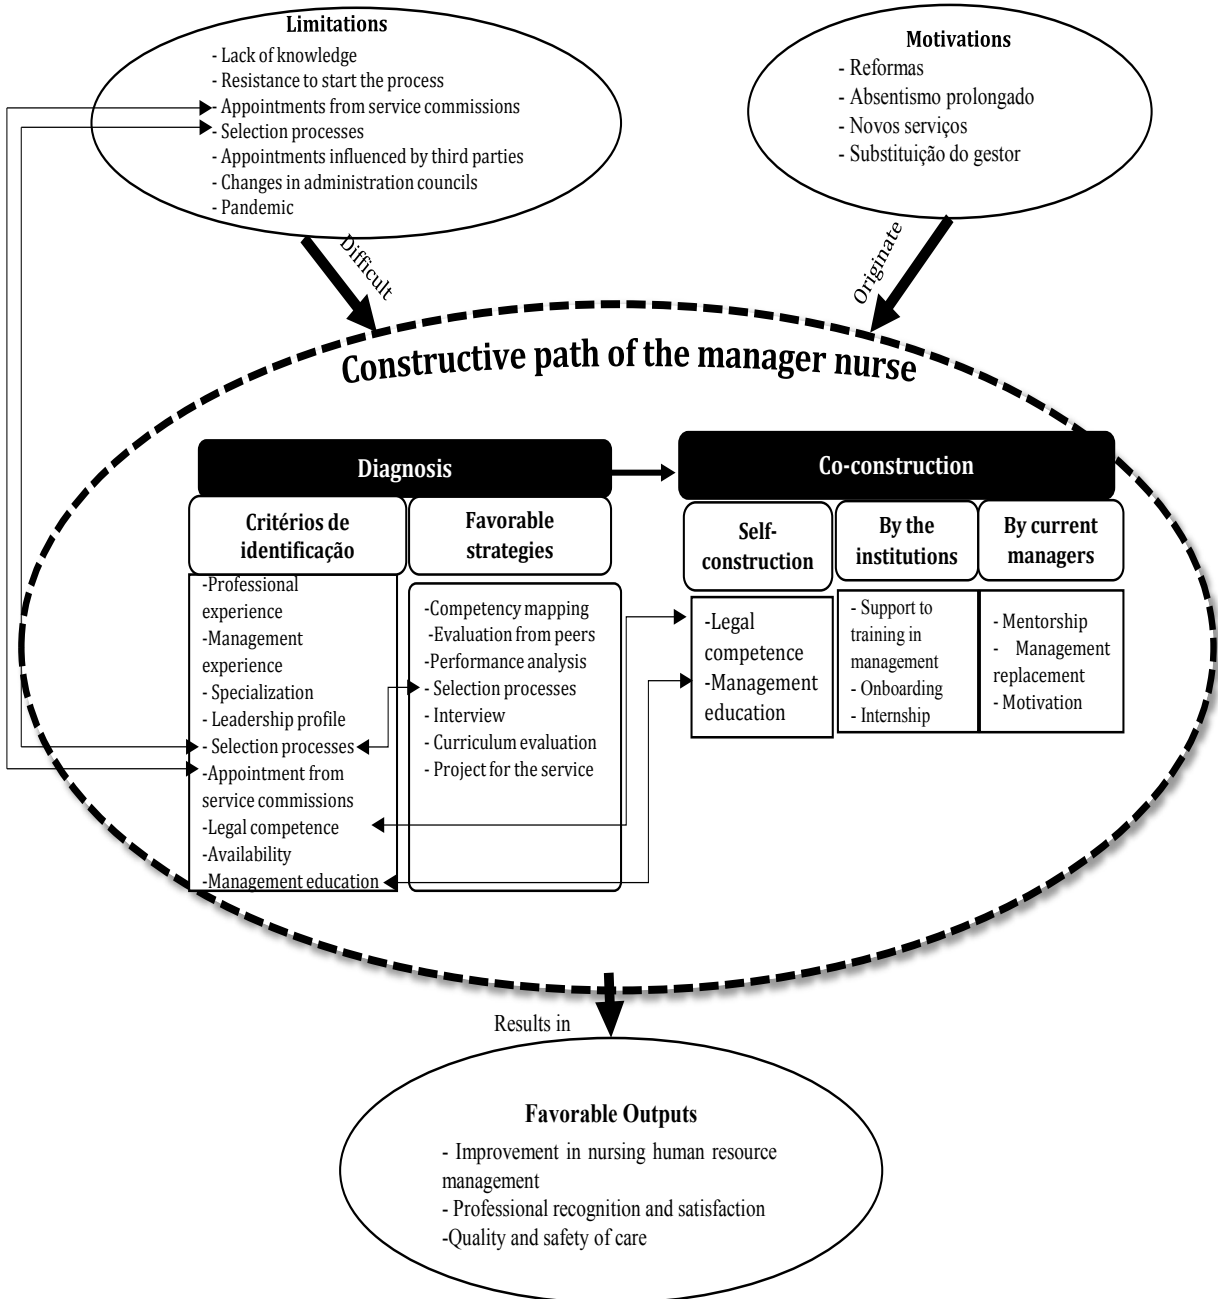 Limitations
- Lack of knowledge
- Resistance to start the process
- Appointments from service commissions
- Selection processes
- Appointments influenced by third parties
- Changes in administration councils
- Pandemic
Motivations
- Reformas
- Absentismo prolongado
- Novos serviços
- Substituição do gestor
Difficult
Originate
Constructive path of the manager nurse
Diagnosis
Critérios de
identificação
-Professional
experience
-Management
experience
- Specialization
- Leadership profile
- Selection processes
-Appointment from
service commissions
-Legal competence
-Availability
-Management education
Favorable
strategies
-Competency mapping
-Evaluation from peers
-Performance analysis
- Selection processes
- Interview
- Curriculum evaluation
- Project for the service
Co-construction
Self-
construction
-Legal
competence
-Management
education
By the
institutions
- Support to
training in
management
- Onboarding
- Internship
By current
managers
- Mentorship
- Management
replacement
- Motivation
Results in
Favorable Outputs
- Improvement in nursing human resource
management
- Professional recognition and satisfaction
-Quality and safety of care